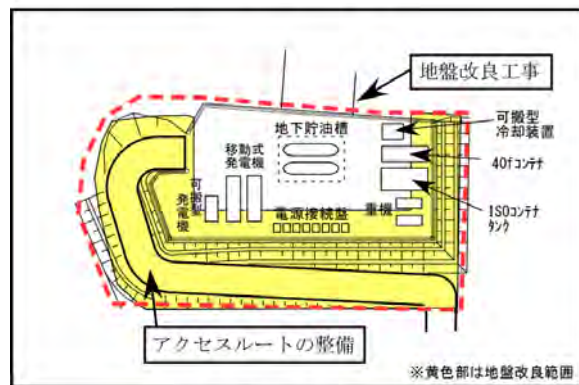 地盤改良工事
可搬型
冷却装置
地下貯油槽
移動式
発電機
40fコンテナ
可搬型
発電機
ISOコンテナ
タンク
重機
電源接続盤
アクセスルートの整備
※黄色部は地盤改良範囲